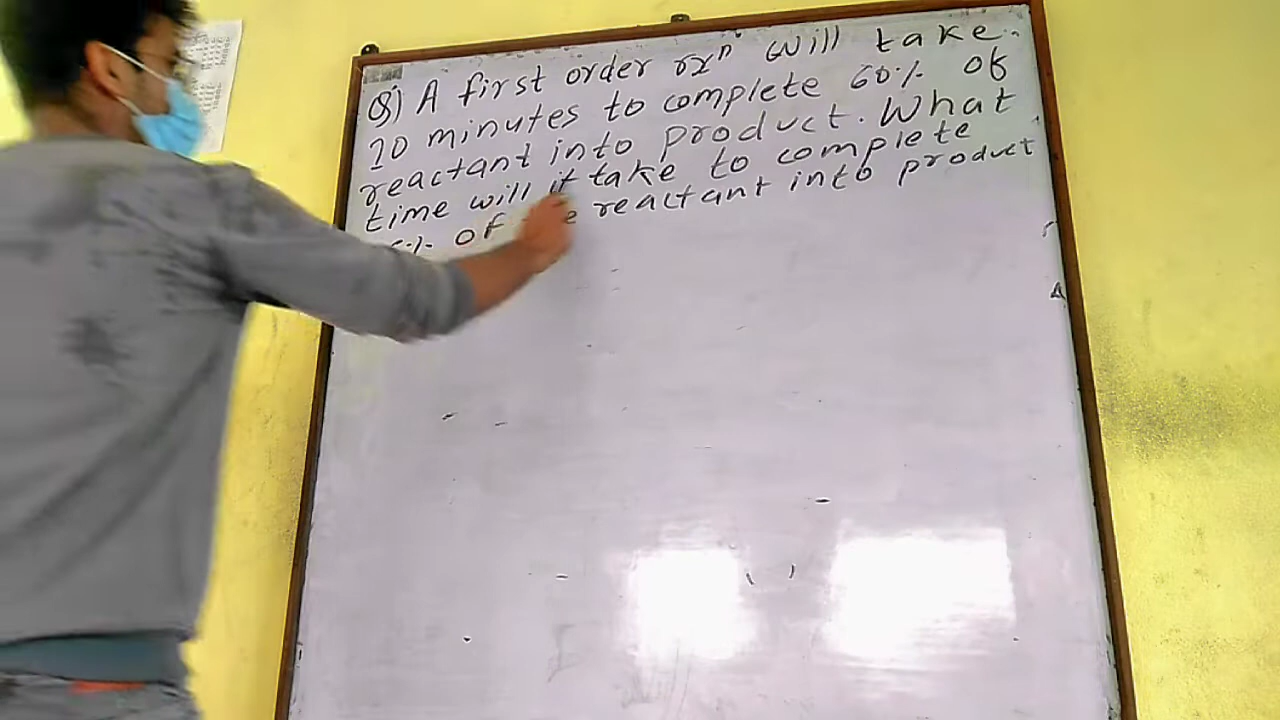 Q) A first order rxⁿ will take
20 minutes to complete 60% of
reactant into product. What
time will it take to complete
% of reactant into product